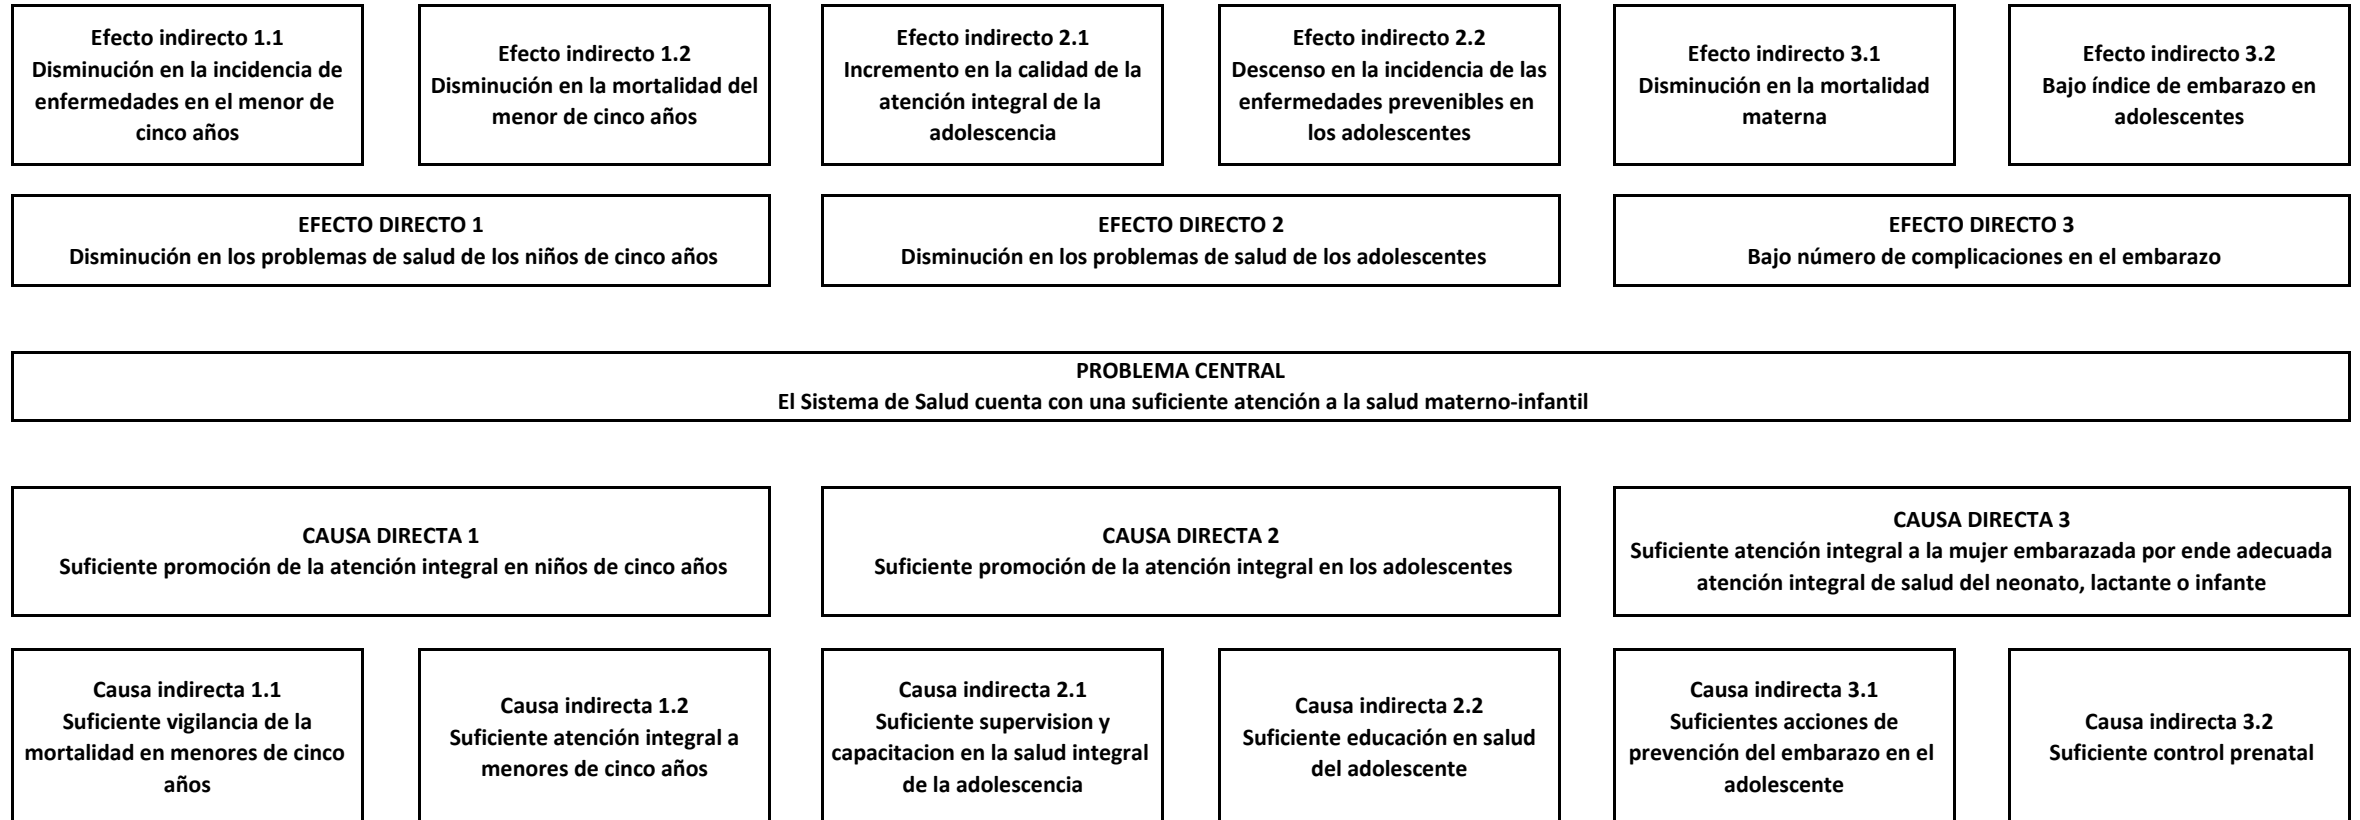 Efecto indirecto 1.1
Disminución en la incidencia de
enfermedades en el menor de
cinco años
Efecto indirecto 1.2
Disminución en la mortalidad del
menor de cinco años
Efecto indirecto 2.1
Incremento en la calidad de la
atención integral de la
adolescencia
Efecto indirecto 2.2
Descenso en la incidencia de las
enfermedades prevenibles en
los adolescentes
Efecto indirecto 3.1
Disminución en la mortalidad
materna
Efecto indirecto 3.2
Bajo índice de embarazo en
adolescentes
EFECTO DIRECTO 1
Disminución en los problemas de salud de los niños de cinco años
EFECTO DIRECTO 2
Disminución en los problemas de salud de los adolescentes
EFECTO DIRECTO 3
Bajo número de complicaciones en el embarazo
PROBLEMA CENTRAL
El Sistema de Salud cuenta con una suficiente atención a la salud materno-infantil
CAUSA DIRECTA 1
Suficiente promoción de la atención integral en niños de cinco años
CAUSA DIRECTA 2
Suficiente promoción de la atención integral en los adolescentes
CAUSA DIRECTA 3
Suficiente atención integral a la mujer embarazada por ende adecuada
atención integral de salud del neonato, lactante o infante
Causa indirecta 1.1
Suficiente vigilancia de la
mortalidad en menores de cinco
años
Causa indirecta 1.2
Suficiente atención integral a
menores de cinco años
Causa indirecta 2.1
Suficiente supervision y
capacitacion en la salud integral
de la adolescencia
Causa indirecta 2.2
Suficiente educación en salud
del adolescente
Causa indirecta 3.1
Suficientes acciones de
prevención del embarazo en el
adolescente
Causa indirecta 3.2
Suficiente control prenatal